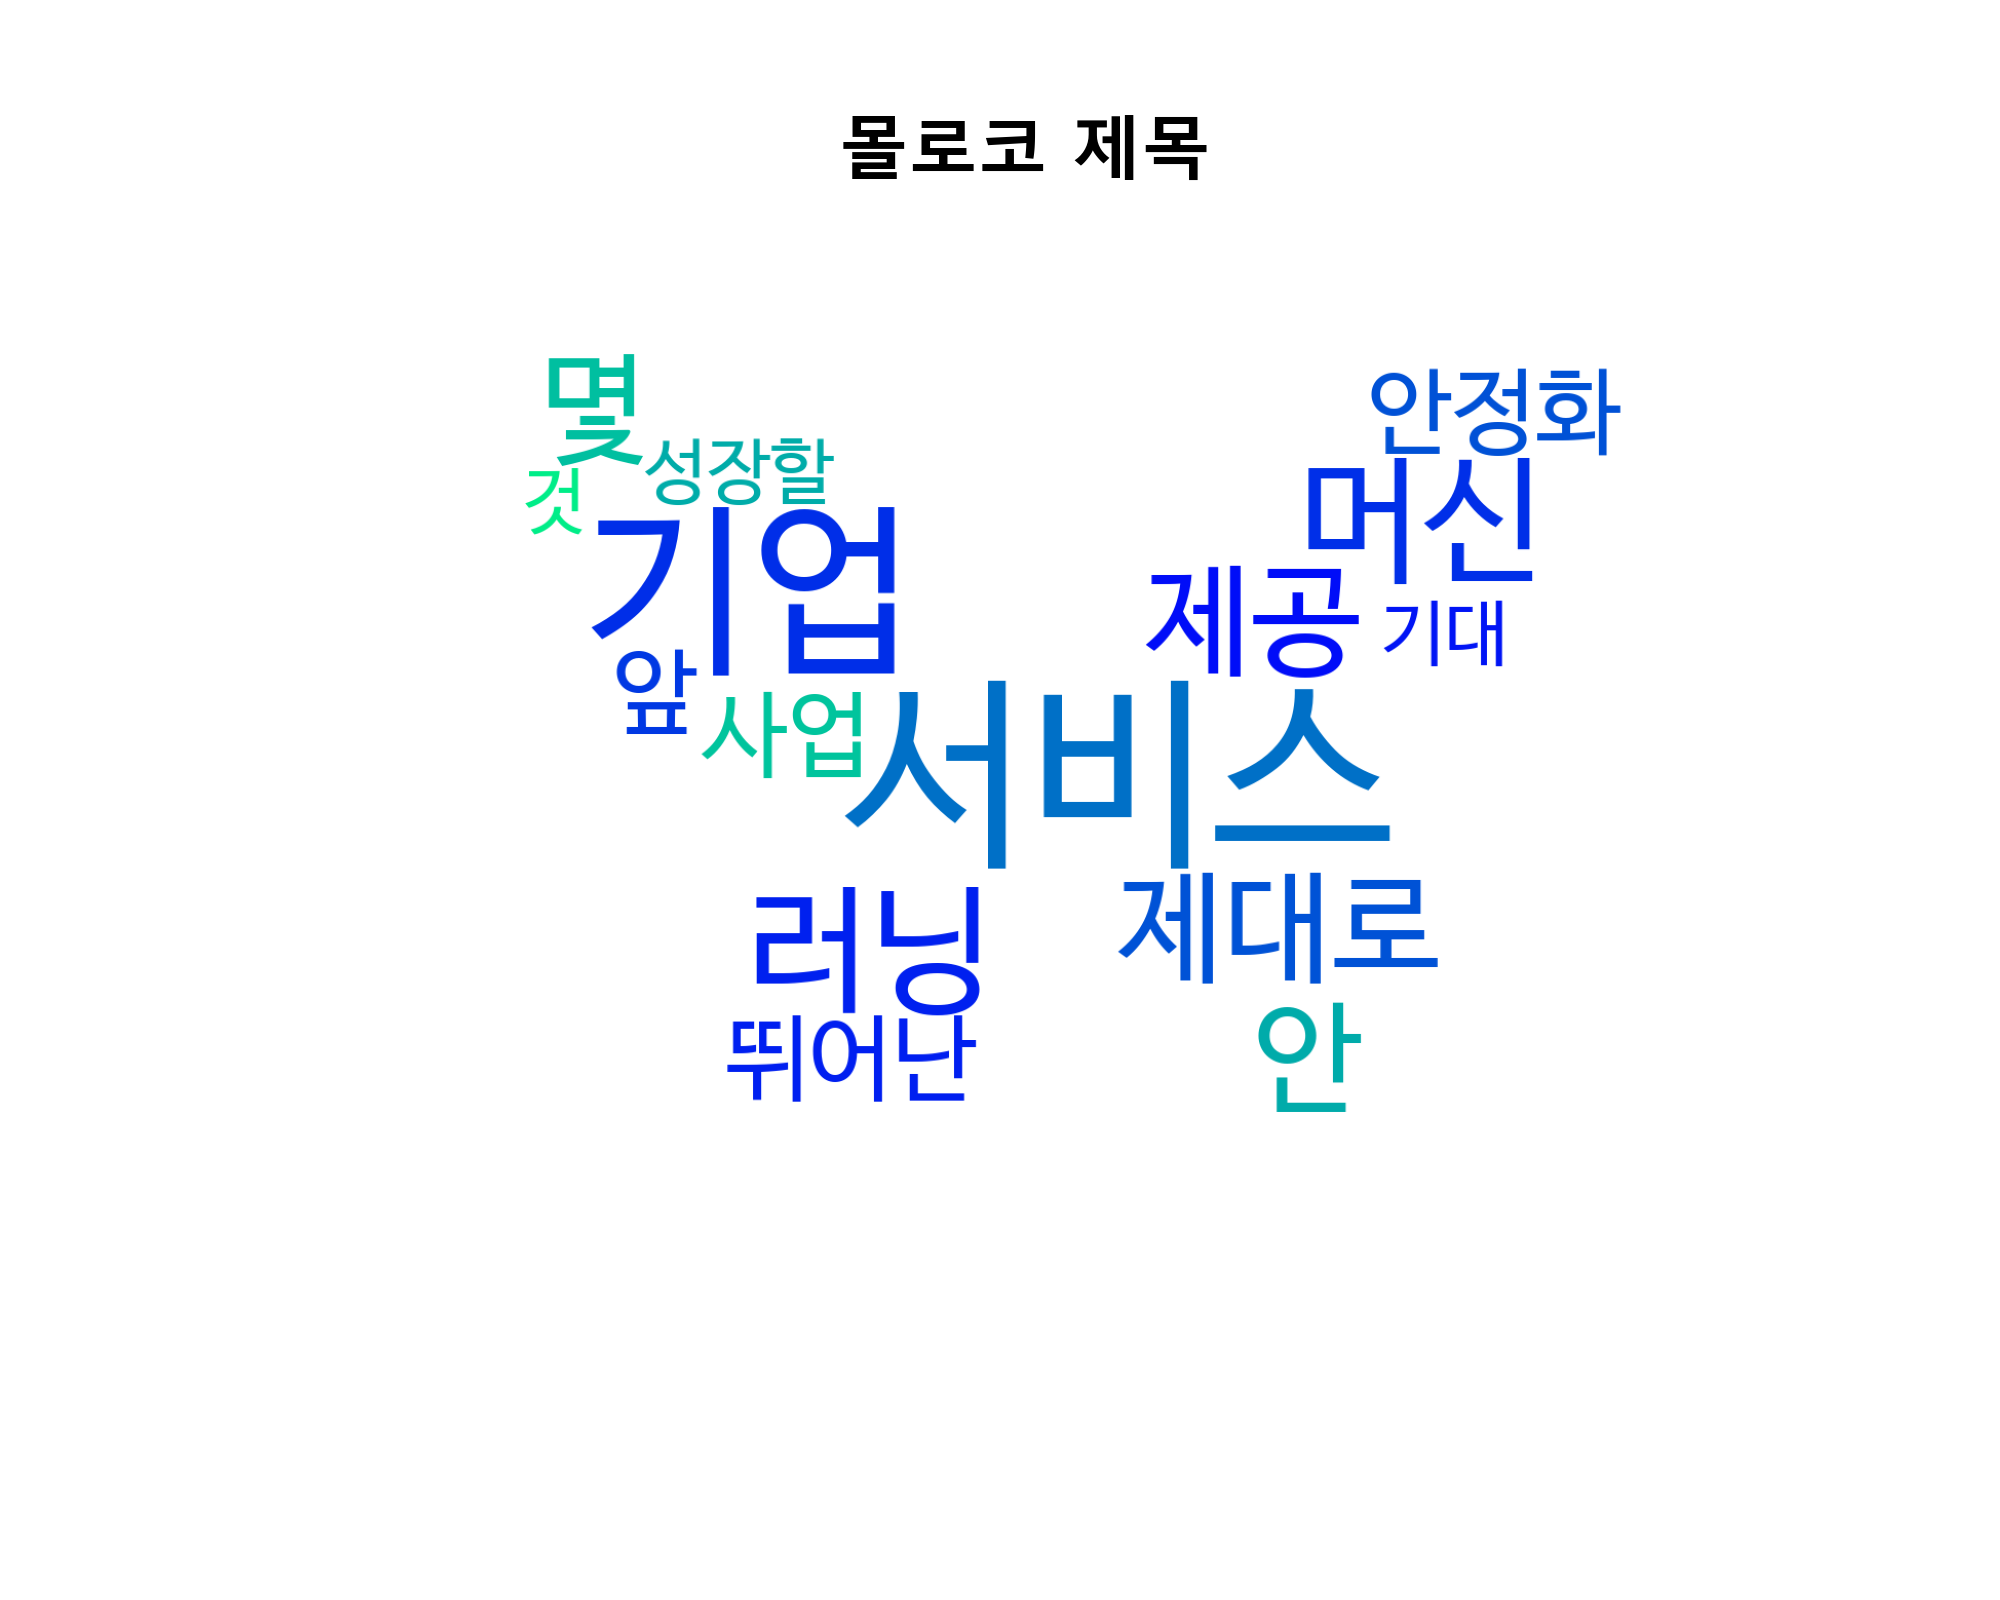 몰로코 제목
몇
안정화
성장할
것
머신
기업
제공
기대
앞
사업
서비스
러닝
제대로
뛰어난
안